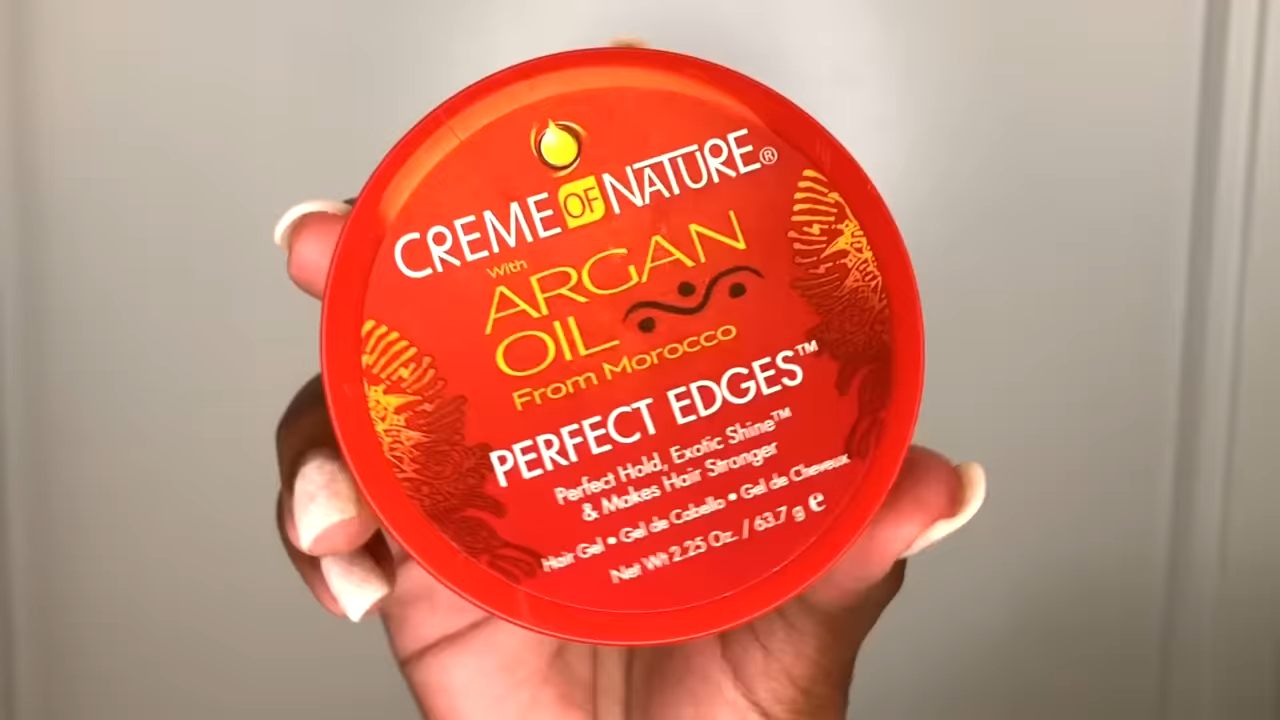 CREME OF NATURE®
With
ARGAN
OIL
From Morocco
PERFECT EDGES™
Perfect Hold, Exotic Shine™
& Makes Hair Stronger
Hair Gel • Gel de Cabello • Gel de Cheveux
Net Wt 2.25 Oz. / 63.7 g e